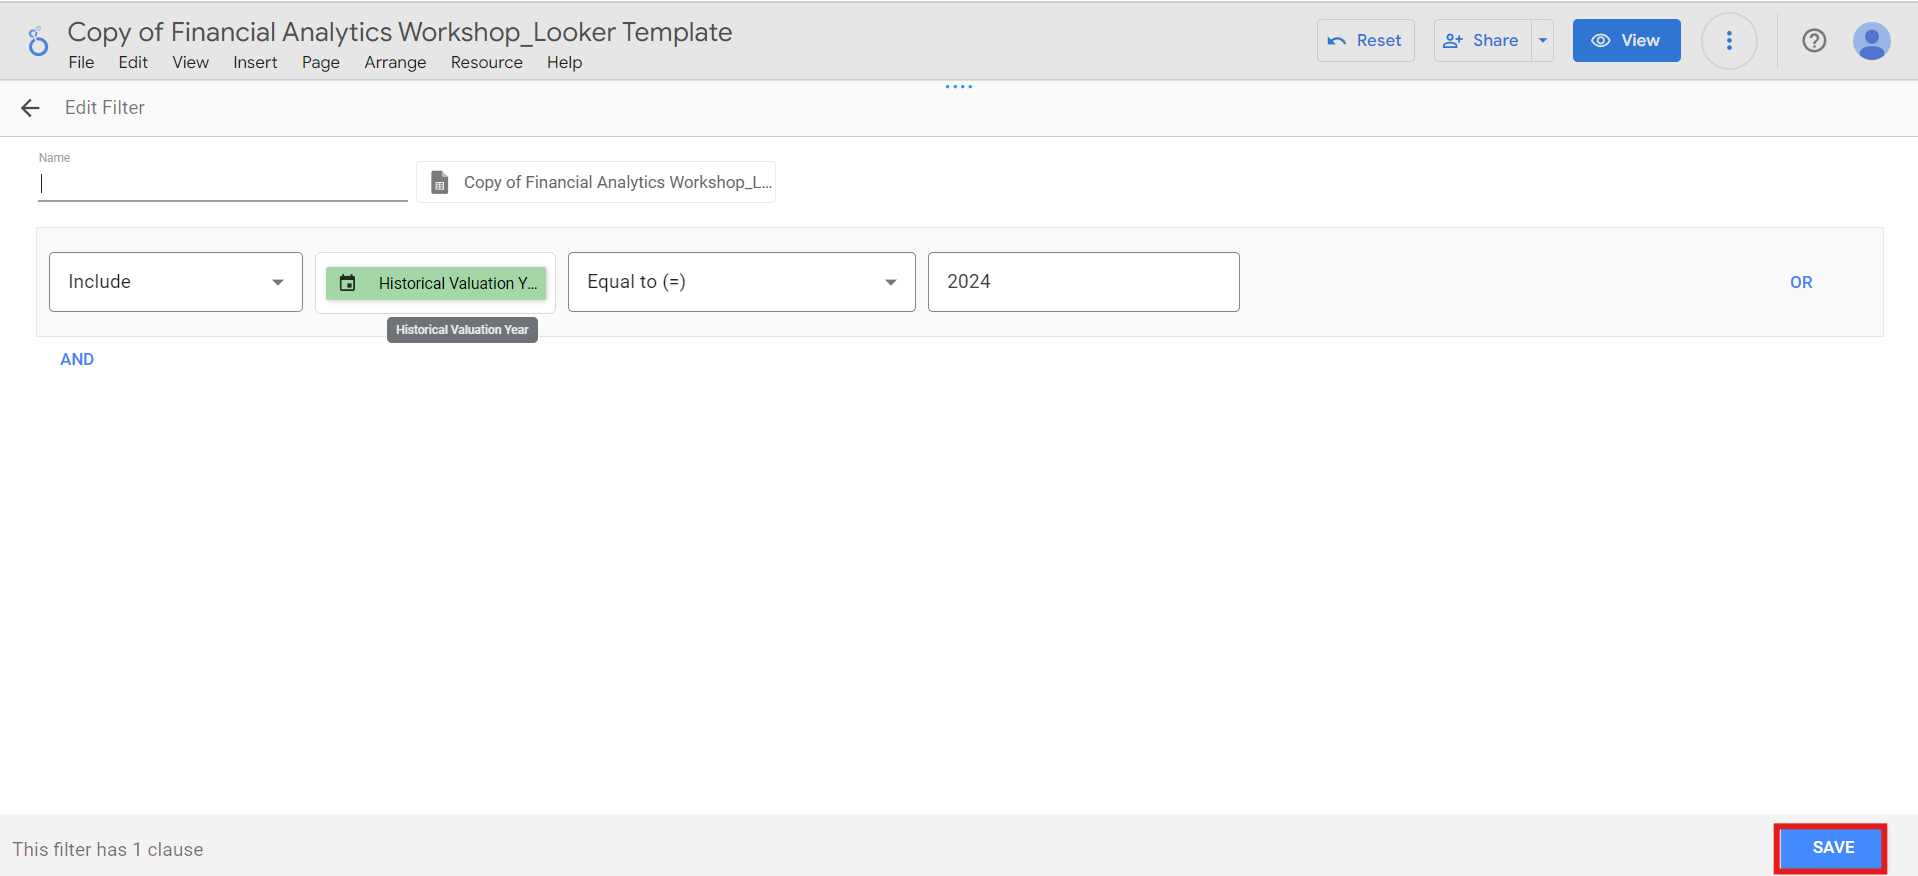 Copy of Financial Analytics Workshop_Looker Template
File Edit View Insert Page Arrange Resource Help
Reset Share View
Edit Filter
Name
Copy of Financial Analytics Workshop_L...
Include Historical Valuation Y... Equal to (=) 2024 OR
Historical Valuation Year
AND
This filter has 1 clause
SAVE